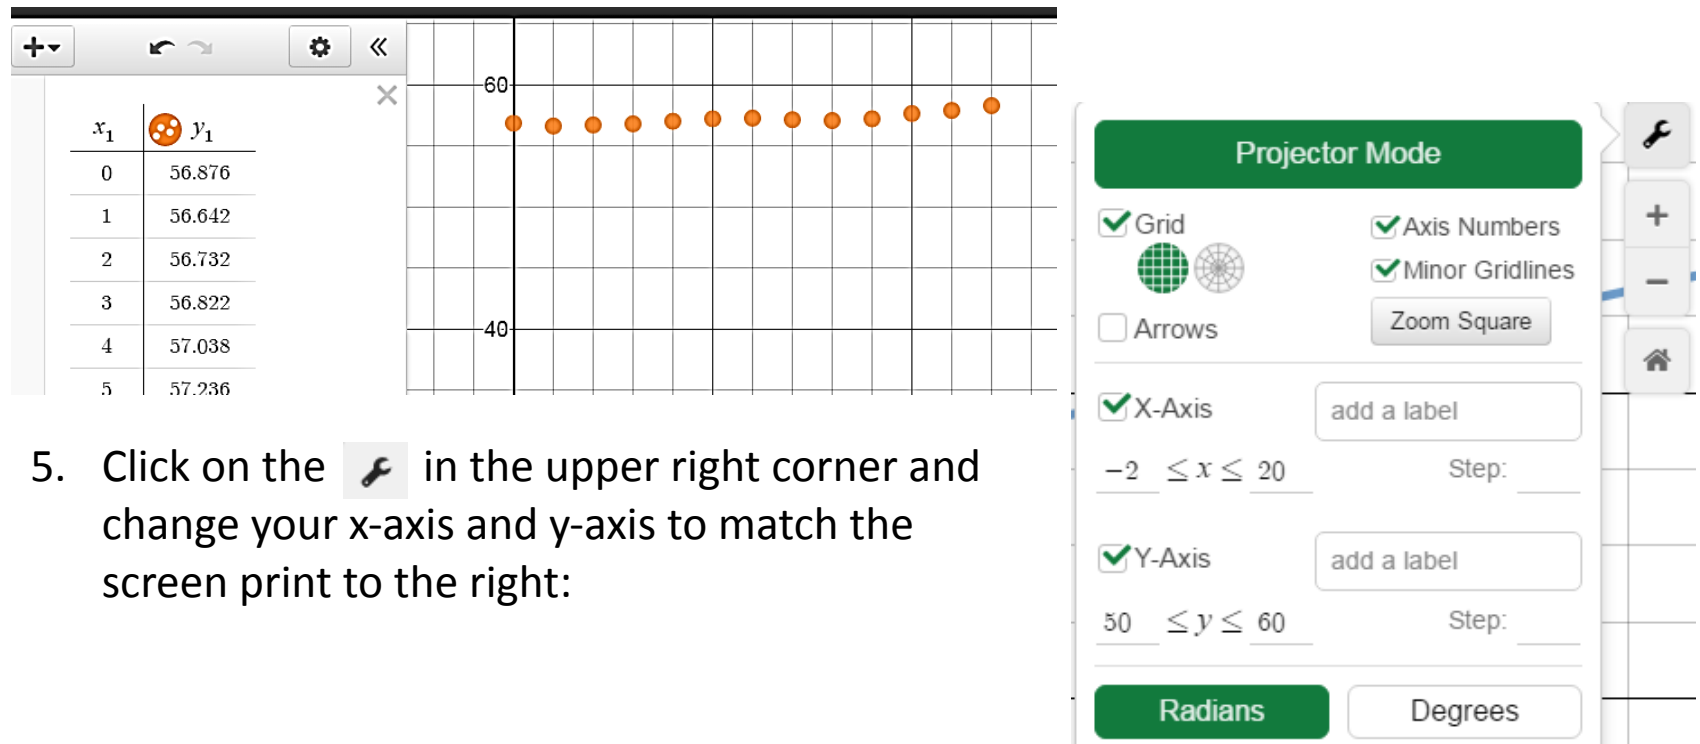 x₁ y₁
0 56.876
1 56.642
2 56.732
3 56.822
4 57.038
5 57.236
60
40
5. Click on the in the upper right corner and
change your x-axis and y-axis to match the
screen print to the right:
Projector Mode
Grid Axis Numbers
Minor Gridlines
Arrows Zoom Square
X-Axis add a label
−2 ≤ x ≤ 20 Step:
Y-Axis add a label
50 ≤ y ≤ 60 Step:
Radians Degrees